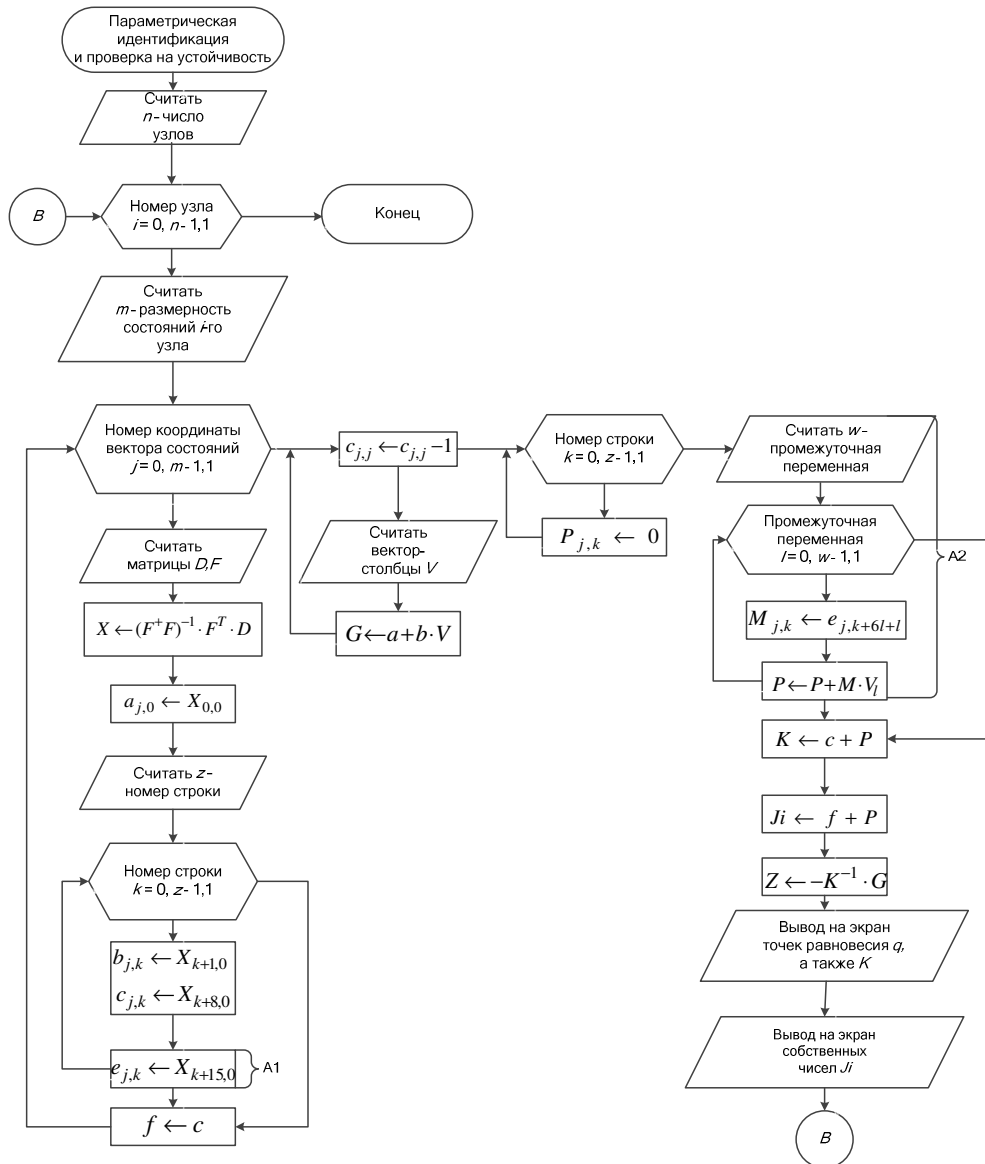 Параметрическая
идентификация
и проверка на устойчивость
Считать
n- число
узлов
B
Номер узла
i = 0, n - 1,1
Конец
Считать
m - размерность
состояний i-го
узла
Номер координаты
вектора состояний
j = 0, m - 1,1
Считать
матрицы D,F
X ← (F⁺F)⁻¹ · Fᵀ · D
a_{j,0} ← X_{0,0}
Считать z-
номер строки
Номер строки
k = 0, z - 1,1
b_{j,k} ← X_{k+1,0}
c_{j,k} ← X_{k+8,0}
e_{j,k} ← X_{k+15,0}
A1
f ← c
c_{j,j} ← c_{j,j} −1
Считать
вектор-
столбцы V
G ← a + b · V
Номер строки
k = 0, z - 1,1
P_{j,k} ← 0
Считать w-
промежуточная
переменная
Промежуточная
переменная
l = 0, w - 1,1
A2
M_{j,k} ← e_{j,k+6l+l}
P ← P + M · V_l
K ← c + P
Ji ← f + P
Z ← −K⁻¹ · G
Вывод на экран
точек равновесия q,
а также K
Вывод на экран
собственных
чисел Ji
B